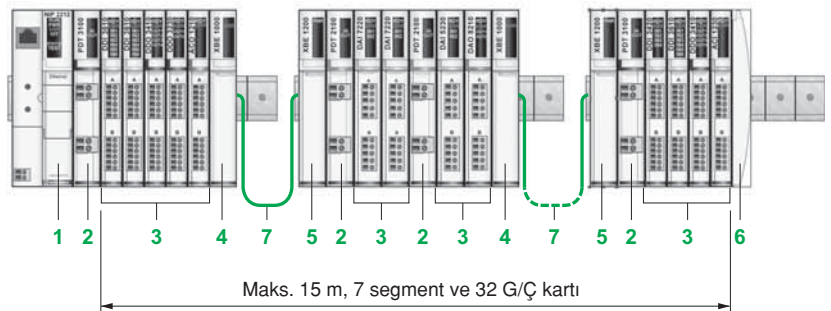 NIP 2212
PDT 3100
XBE 1000
XBE 1200
PDT 2100
DAI 7220
DAI 7220
PDT 2100
DAI 5230
DAO 8210
XBE 1000
XBE 1200
PDT 3100
Ethernet
A A A A A
B B B B B
1 2 3 4 7 5 2 3 2 3 4 7 5 2 3 6
Maks. 15 m, 7 segment ve 32 G/Ç kartı